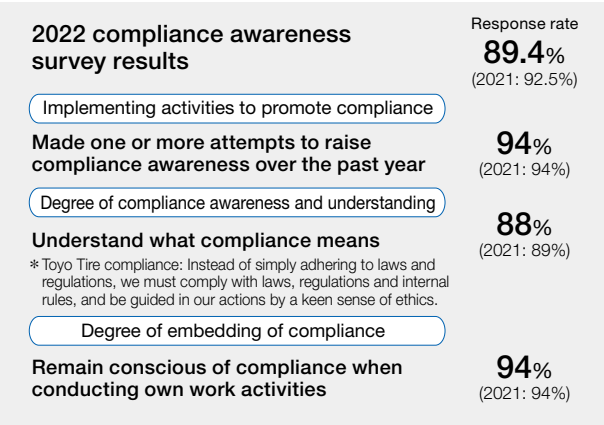 2022 compliance awareness
survey results
Response rate
89.4%
(2021: 92.5%)
Implementing activities to promote compliance
Made one or more attempts to raise
compliance awareness over the past year
94%
(2021: 94%)
Degree of compliance awareness and understanding
Understand what compliance means
88%
(2021: 89%)
* Toyo Tire compliance: Instead of simply adhering to laws and
regulations, we must comply with laws, regulations and internal
rules, and be guided in our actions by a keen sense of ethics.
Degree of embedding of compliance
Remain conscious of compliance when
conducting own work activities
94%
(2021: 94%)